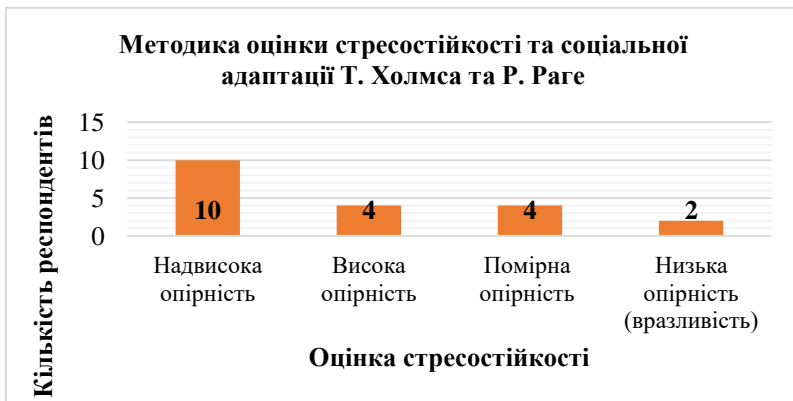 Методика оцінки стресостійкості та соціальної
адаптації Т. Холмса та Р. Раге
Кількість респондентів
15
10
5
0
10
4
4
2
Надвисока
опірність
Висока
опірність
Помірна
опірність
Низька
опірність
(вразливість)
Оцінка стресостійкості